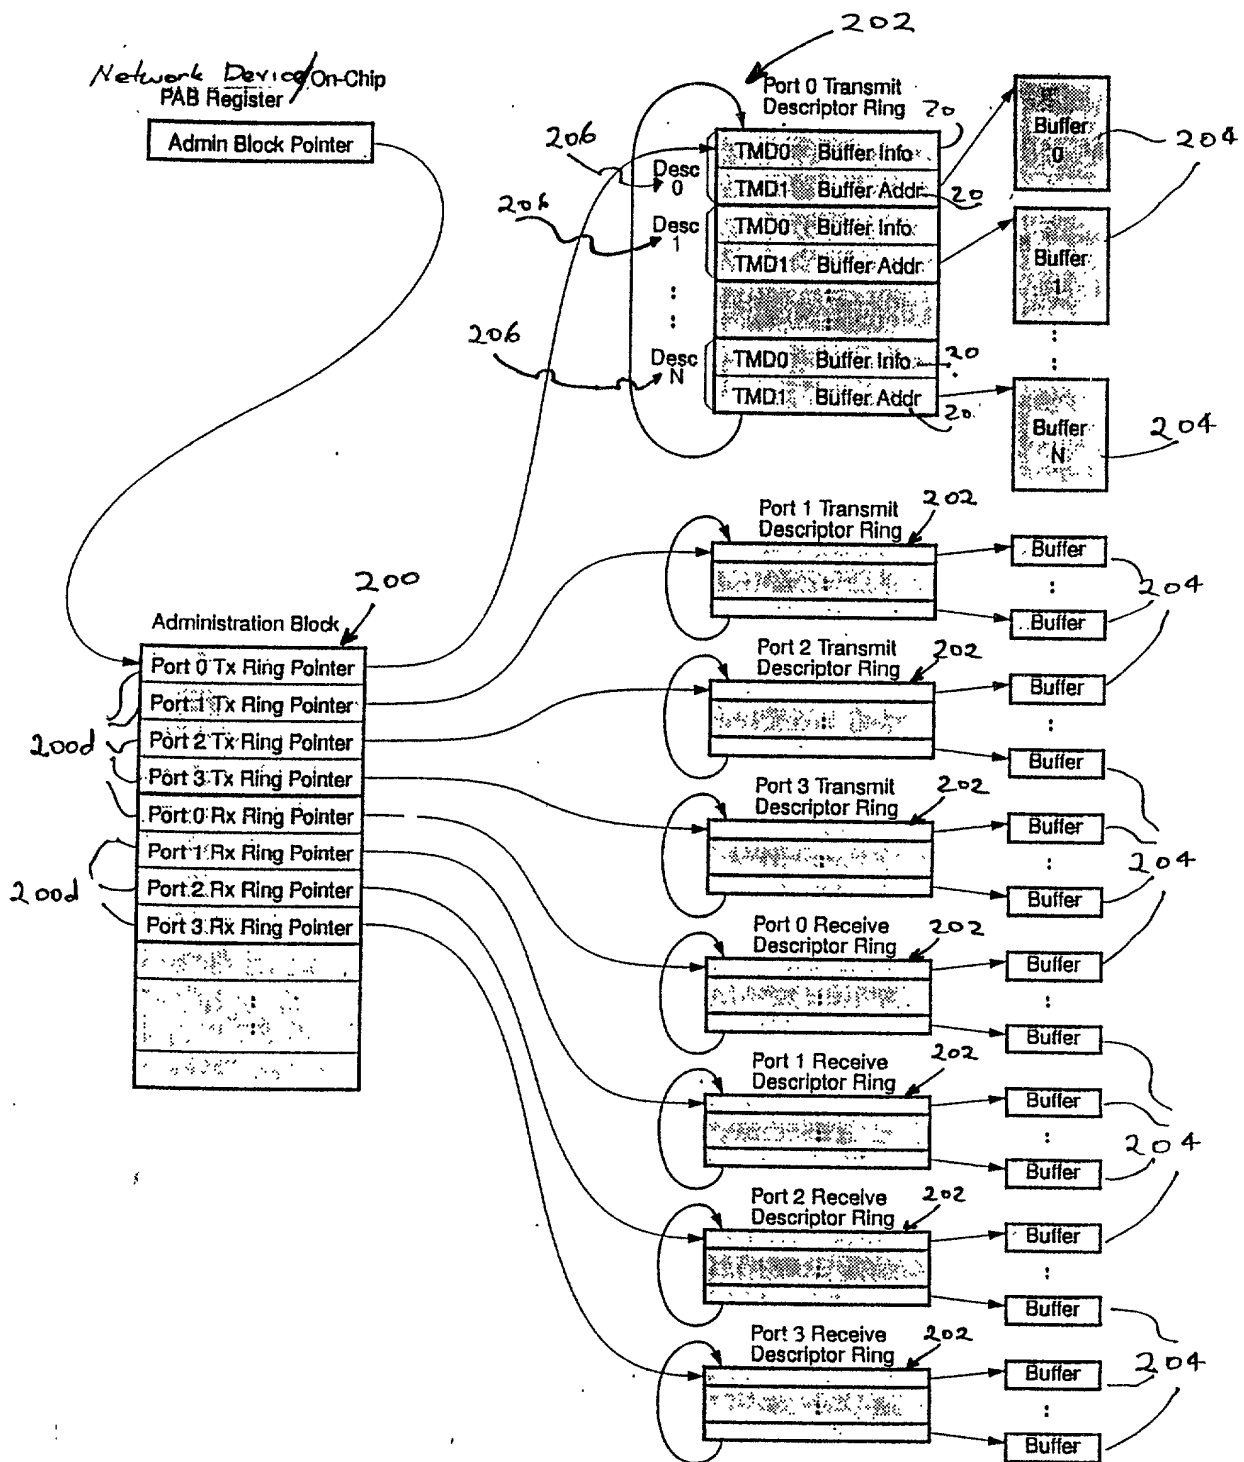 202
Network Device/On-Chip
PAB Register
Admin Block Pointer
Port 0 Transmit
Descriptor Ring
20
206
Desc
0
TMD0 Buffer Info
TMD1 Buffer Addr
20
Buffer
0
204
206
Desc
1
TMD0 Buffer Info
TMD1 Buffer Addr
Buffer
1
:
:
:
:
:
206
Desc
N
TMD0 Buffer Info
20
TMD1 Buffer Addr
20
Buffer
N
204
Port 1 Transmit
Descriptor Ring
202
Buffer
:
:
Buffer
204
200
Administration Block
Port 0 Tx Ring Pointer
Port 1 Tx Ring Pointer
Port 2 Tx Ring Pointer
Port 3 Tx Ring Pointer
Port 0 Rx Ring Pointer
Port 1 Rx Ring Pointer
Port 2 Rx Ring Pointer
Port 3 Rx Ring Pointer
:
200d
200d
Port 2 Transmit
Descriptor Ring
202
Buffer
:
:
Buffer
Port 3 Transmit
Descriptor Ring
202
Buffer
:
:
Buffer
204
Port 0 Receive
Descriptor Ring
202
Buffer
:
:
Buffer
Port 1 Receive
Descriptor Ring
202
Buffer
:
:
Buffer
204
Port 2 Receive
Descriptor Ring
202
Buffer
:
:
Buffer
Port 3 Receive
Descriptor Ring
202
Buffer
:
:
Buffer
204